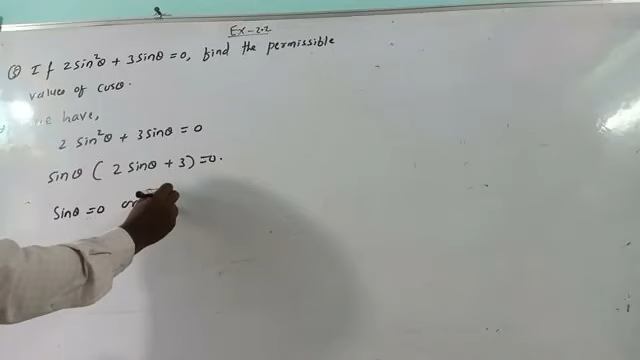 Ex-2.2
Q If 2sin²θ + 3sinθ = 0, find the permissible
values of cosθ.
we have,
2 sin²θ + 3sinθ = 0
sinθ ( 2 sinθ + 3) = 0.
Sinθ = 0 or